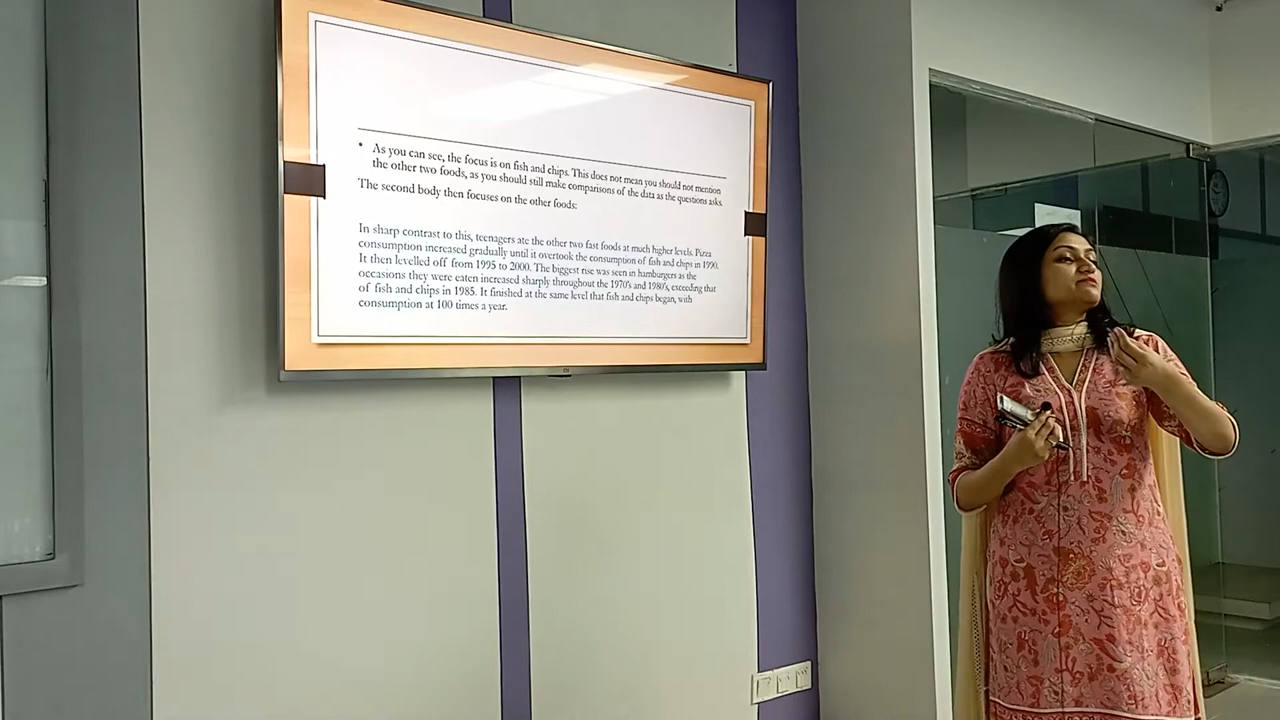 As you can see, the focus is on fish and chips. This does not mean you should not mention
the other two foods, as you should still make comparisons of the data as the questions asks.
The second body then focuses on the other foods:
In sharp contrast to this, teenagers ate the other two fast foods at much higher levels. Pizza
consumption increased gradually until it overtook the consumption of fish and chips in 1990.
It then levelled off from 1995 to 2000. The biggest rise was seen in hamburgers as the
occasions they were eaten increased sharply throughout the 1970's and 1980's, exceeding that
of fish and chips in 1985. It finished at the same level that fish and chips began, with
consumption at 100 times a year.